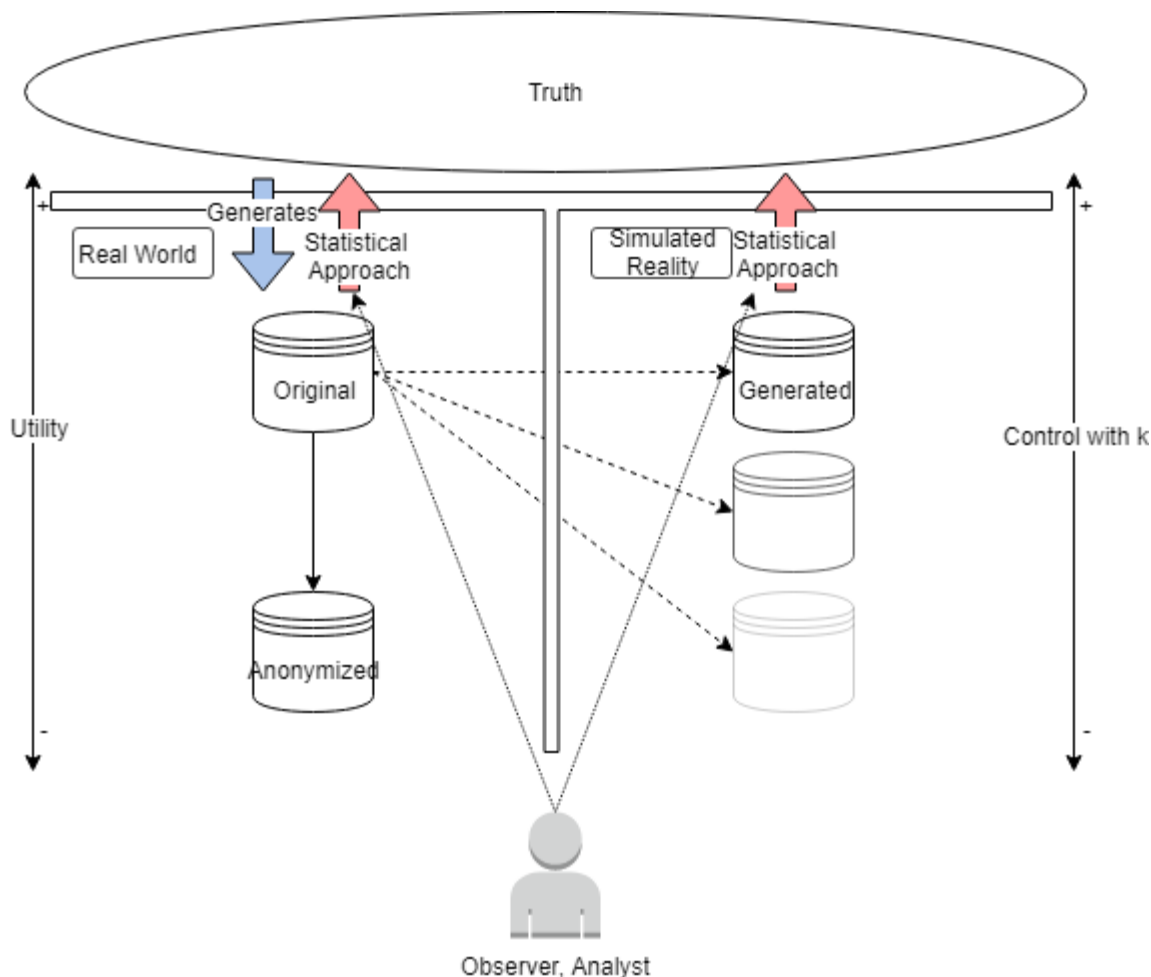 Truth
+
Generates
+
Real World
Statistical
Approach
Simulated
Reality
Statistical
Approach
Original
Generated
Utility
Control with k
Anonymized
-
-
Observer, Analyst